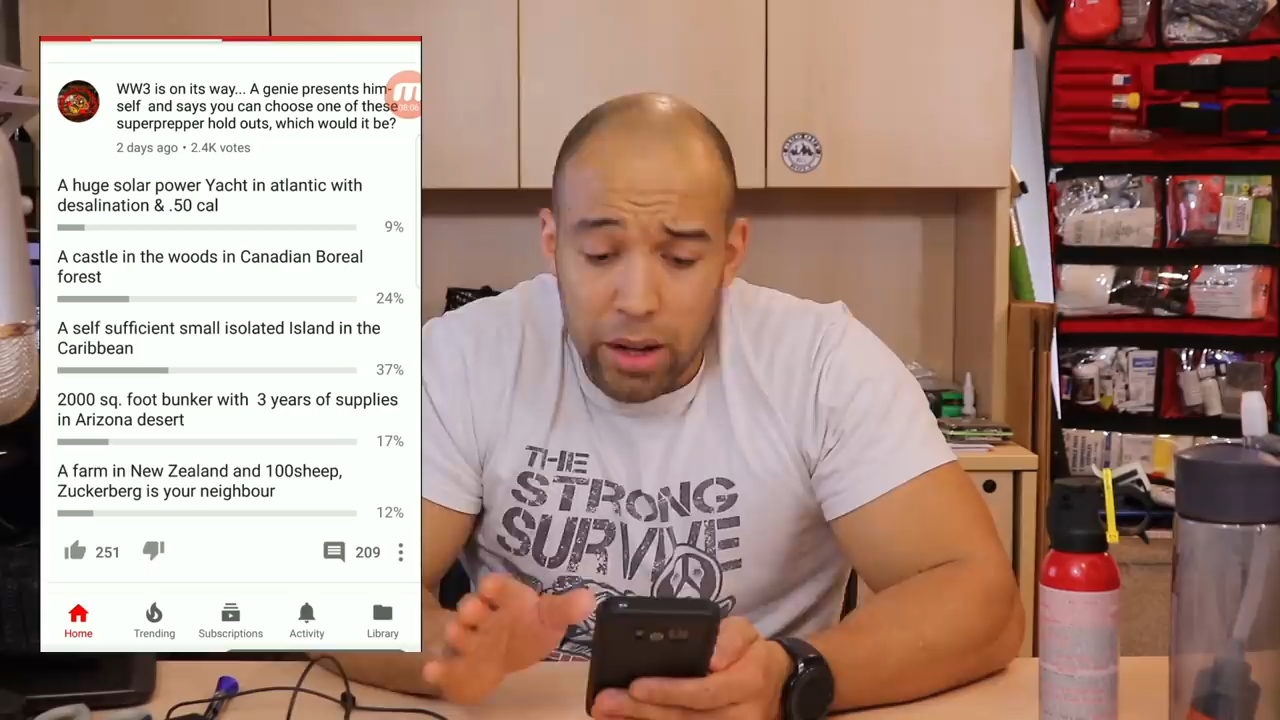 WW3 is on its way... A genie presents him-
self  and says you can choose one of these
superprepper hold outs, which would it be?
08:06
2 days ago • 2.4K votes
A huge solar power Yacht in atlantic with
desalination & .50 cal
9%
A castle in the woods in Canadian Boreal
forest
24%
A self sufficient small isolated Island in the
Caribbean
37%
2000 sq. foot bunker with  3 years of supplies
in Arizona desert
17%
A farm in New Zealand and 100sheep,
Zuckerberg is your neighbour
12%
251
209
Home
Trending
Subscriptions
Activity
Library
THE
STRONG
SURVIVE